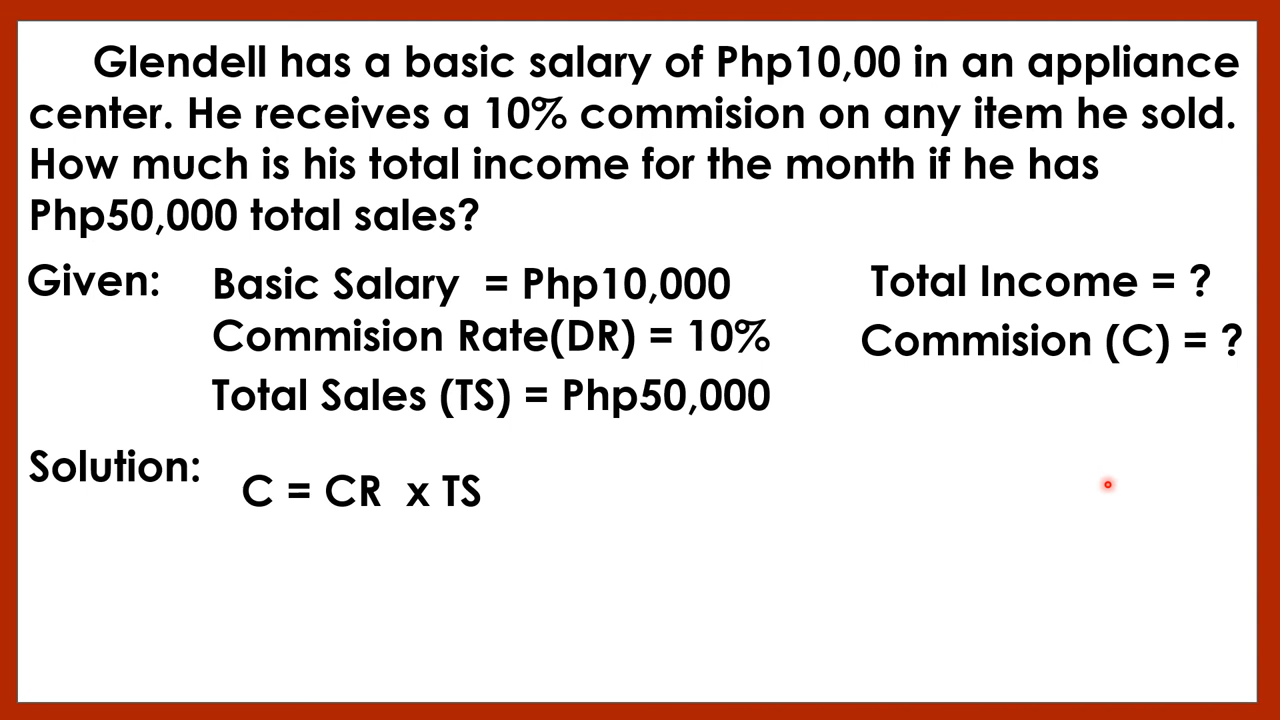 Glendell has a basic salary of Php10,00 in an appliance
center. He receives a 10% commision on any item he sold.
How much is his total income for the month if he has
Php50,000 total sales?
Given: Basic Salary = Php10,000 Total Income = ?
Commision Rate(DR) = 10% Commision (C) = ?
Total Sales (TS) = Php50,000
Solution:
C = CR x TS